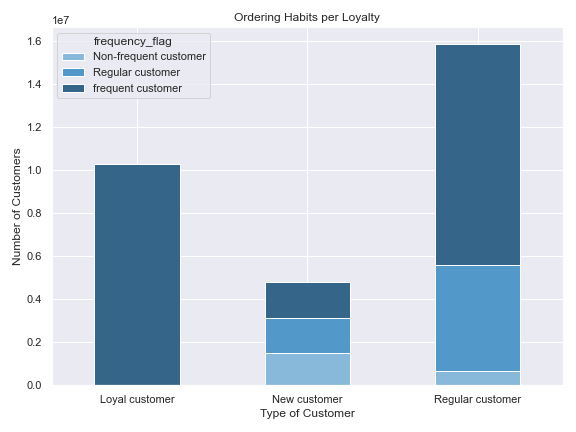 Ordering Habits per Loyalty
1e7
frequency_flag
Non-frequent customer
Regular customer
frequent customer
1.6
1.4
1.2
1.0
0.8
0.6
0.4
0.2
0.0
Number of Customers
Loyal customer
New customer
Regular customer
Type of Customer